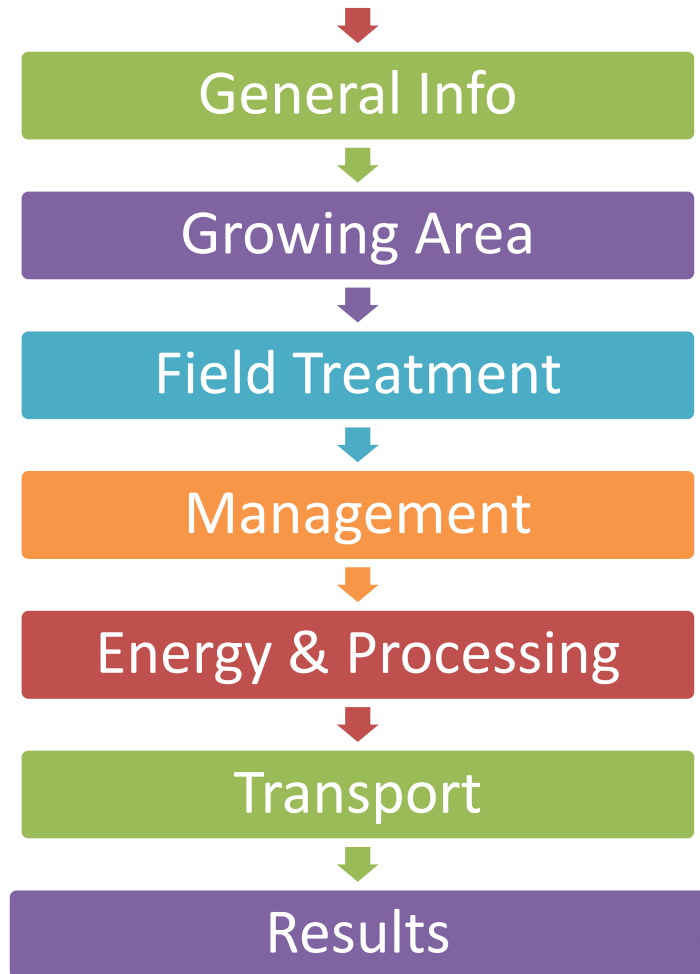 General Info
Growing Area
Field Treatment
Management
Energy & Processing
Transport
Results